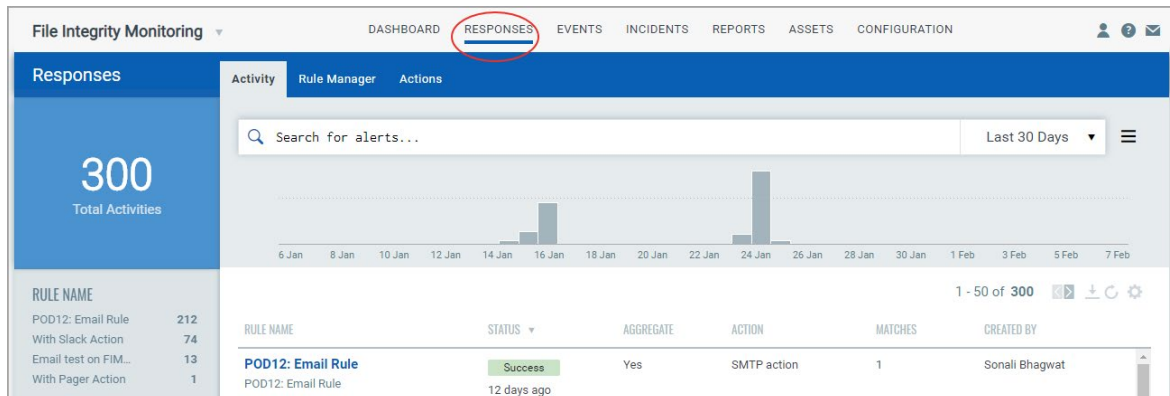 File Integrity Monitoring DASHBOARD RESPONSES EVENTS INCIDENTS REPORTS ASSETS CONFIGURATION
Responses Activity Rule Manager Actions
Search for alerts... Last 30 Days
300
Total Activities
6 Jan 8 Jan 10 Jan 12 Jan 14 Jan 16 Jan 18 Jan 20 Jan 22 Jan 24 Jan 26 Jan 28 Jan 30 Jan 1 Feb 3 Feb 5 Feb 7 Feb
1 - 50 of 300
RULE NAME
POD12: Email Rule 212
With Slack Action 74
Email test on FIM... 13
With Pager Action 1
RULE NAME STATUS AGGREGATE ACTION MATCHES CREATED BY
POD12: Email Rule Success Yes SMTP action 1 Sonali Bhagwat
POD12: Email Rule 12 days ago